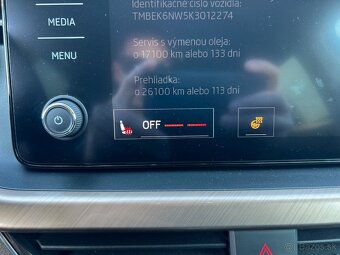 Identifikačné číslo vozidla:
TMBEK6NW5K3012274
MEDIA
Servis s výmenou oleja:
o 17100 km alebo 133 dní
MENU
Prehliadka:
o 26100 km alebo 113 dní
OFF